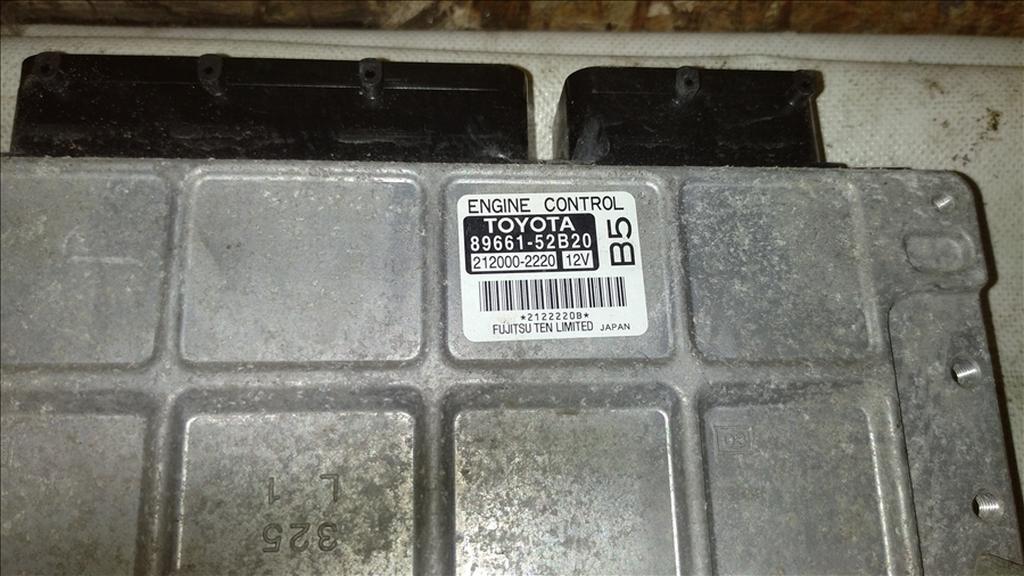 ENGINE CONTROL
TOYOTA
89661-52B20
212000-2220 12V
B5
*2122220B*
FUJITSU TEN LIMITED JAPAN
L 1
325